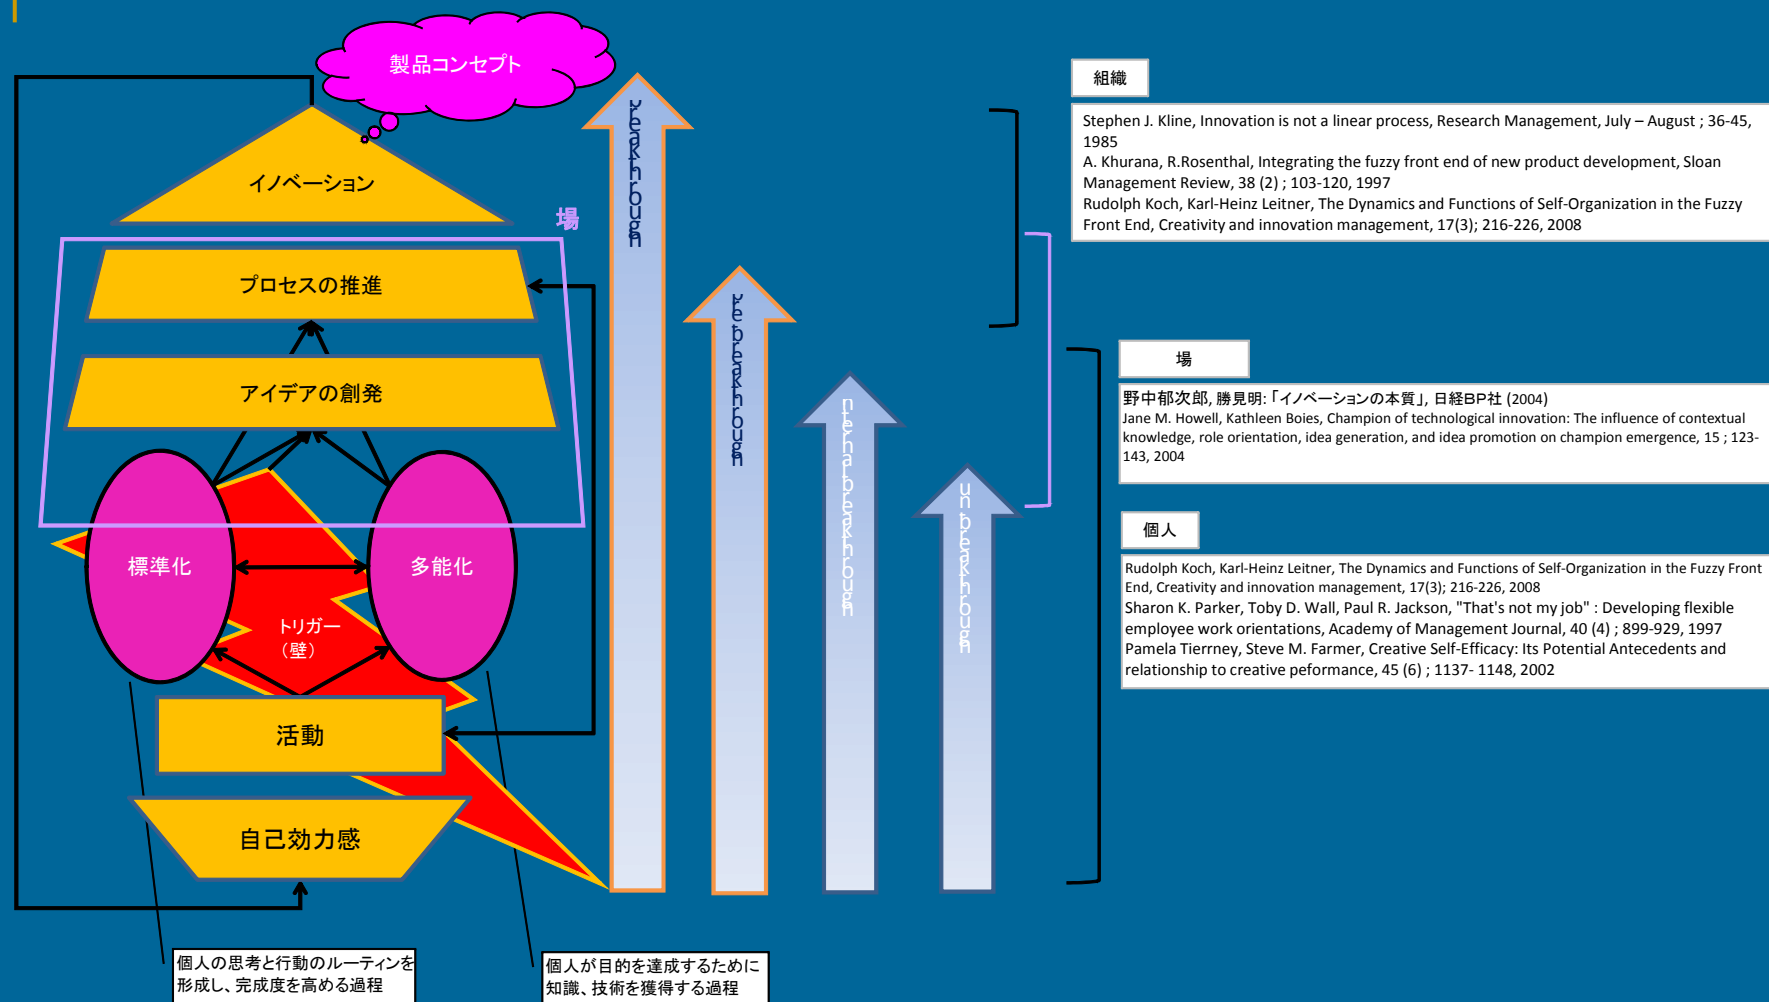 製品コンセプト
イノベーション
場
プロセスの推進
アイデアの創発
標準化
多能化
トリガー
（壁）
活動
自己効力感
個人の思考と行動のルーティンを
形成し、完成度を高める過程
個人が目的を達成するために
知識、技術を獲得する過程
breakthrough
prebreakthrough
internal breakthrough
un breakthrough
組織
Stephen J. Kline, Innovation is not a linear process, Research Management, July – August ; 36-45,
1985
A. Khurana, R.Rosenthal, Integrating the fuzzy front end of new product development, Sloan
Management Review, 38 (2) ; 103-120, 1997
Rudolph Koch, Karl-Heinz Leitner, The Dynamics and Functions of Self-Organization in the Fuzzy
Front End, Creativity and innovation management, 17(3); 216-226, 2008
場
野中郁次郎, 勝見明: 「イノベーションの本質」, 日経BP社 (2004)
Jane M. Howell, Kathleen Boies, Champion of technological innovation: The influence of contextual
knowledge, role orientation, idea generation, and idea promotion on champion emergence, 15 ; 123-
143, 2004
個人
Rudolph Koch, Karl-Heinz Leitner, The Dynamics and Functions of Self-Organization in the Fuzzy Front
End, Creativity and innovation management, 17(3); 216-226, 2008
Sharon K. Parker, Toby D. Wall, Paul R. Jackson, "That's not my job" : Developing flexible
employee work orientations, Academy of Management Journal, 40 (4) ; 899-929, 1997
Pamela Tierrney, Steve M. Farmer, Creative Self-Efficacy: Its Potential Antecedents and
relationship to creative peformance, 45 (6) ; 1137- 1148, 2002